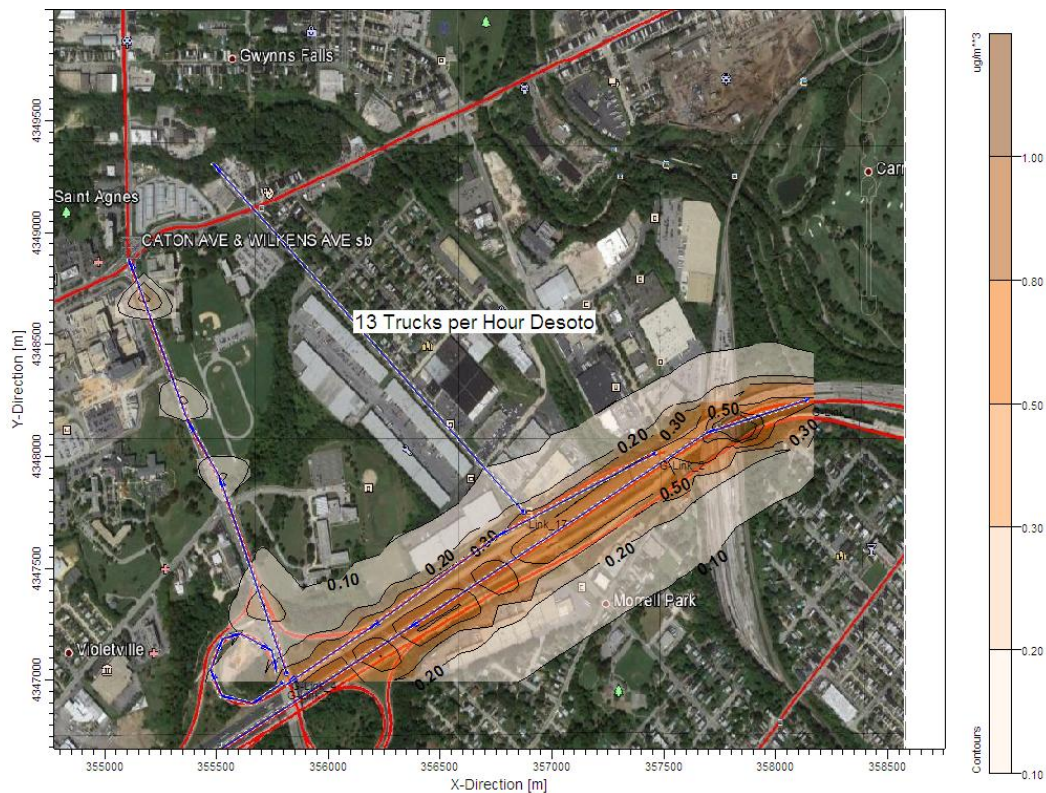 Gwynns Falls
ug/m**3
4349500
Carr
1.00
Saint Agnes
4349000
CATON AVE & WILKENS AVE sb
0.80
13 Trucks per Hour Desoto
4348500
Y-Direction [m]
0.50
0.50
0.30
0.20
0.30
4348000
G-Link_2
0.50
Link_17
0.30
0.30
0.20
0.20
4347500
0.10
0.10
Morrell Park
Violetville
0.20
0.20
4347000
Contours
0.10
355000
355500
356000
356500
357000
357500
358000
358500
X-Direction [m]